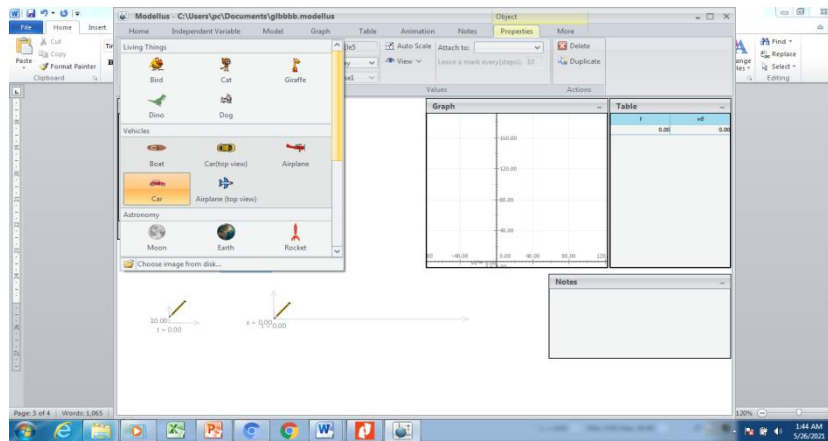 Modellus - C:\Users\pc\Documents\glbbbb.modellus
Object
File Home Insert
Home Independent Variable Model Graph Table Animation Notes Properties More
Cut
Copy
Format Painter
Paste
Clipboard
Auto Scale Attach to:
View Leave a mark every(steps): 10
Delete
Duplicate
Values Actions
Find
Replace
Select
Editing
Living Things
Bird Cat Giraffe
Dino Dog
Vehicles
Boat Car(top view) Airplane
Car Airplane (top view)
Astronomy
Moon Earth Rocket
Choose image from disk...
Graph
160.00
120.00
80.00
40.00
-40.00 0.00 40.00 80.00 120
Table
t v0
0.00 0.00
Notes
10.00
t = 0.00
x = 0.00
t = 0.00
Page: 3 of 4 Words: 1,065
120%
1:44 AM
5/26/2021